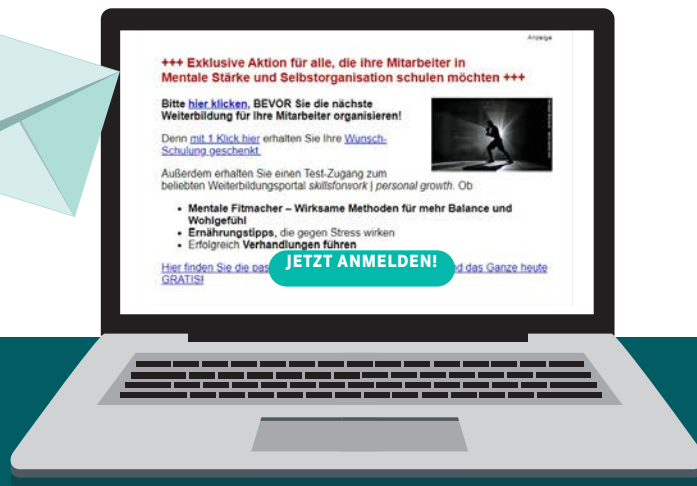 Anzeige
+++ Exklusive Aktion für alle, die ihre Mitarbeiter in
Mentale Stärke und Selbstorganisation schulen möchten +++
Bitte hier klicken, BEVOR Sie die nächste
Weiterbildung für Ihre Mitarbeiter organisieren!
Denn mit 1 Klick hier erhalten Sie Ihre Wunsch-
Schulung geschenkt.
Außerdem erhalten Sie einen Test-Zugang zum
beliebten Weiterbildungsportal skillsforwork | personal growth. Ob
• Mentale Fitmacher – Wirksame Methoden für mehr Balance und
Wohlgefühl
• Ernährungstipps, die gegen Stress wirken
• Erfolgreich Verhandlungen führen
JETZT ANMELDEN!
Hier finden Sie die pas d das Ganze heute
GRATIS!